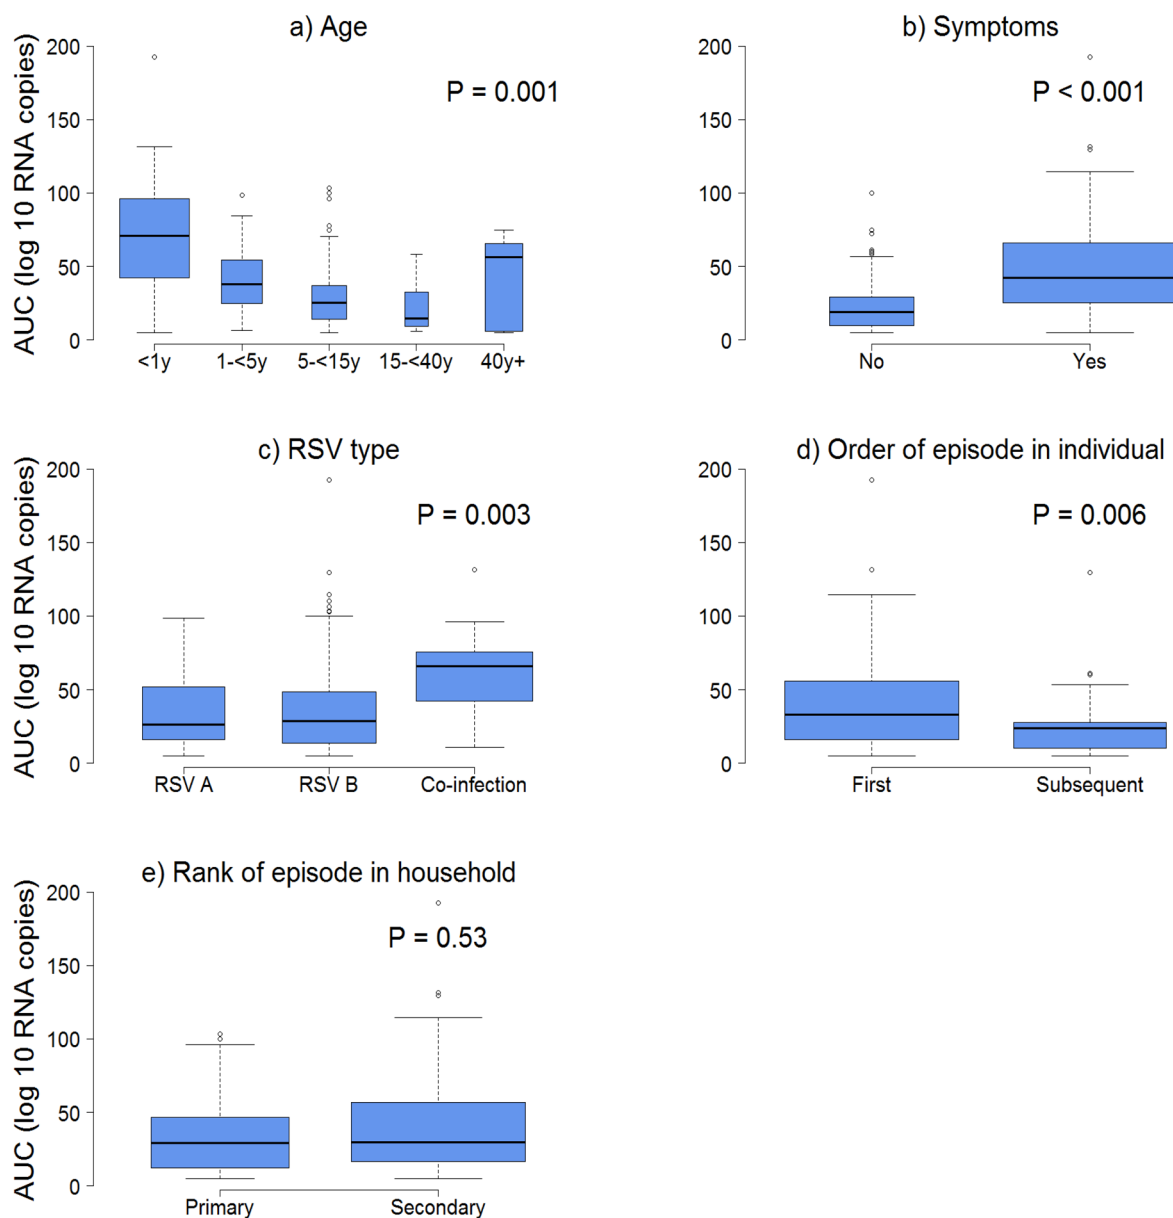 a) Age
P = 0.001
AUC (log 10 RNA copies)
200
150
100
50
0
<1y 1-<5y 5-<15y 15-<40y 40y+
b) Symptoms
P < 0.001
200
150
100
50
0
No Yes
c) RSV type
P = 0.003
AUC (log 10 RNA copies)
200
150
100
50
0
RSV A RSV B Co-infection
d) Order of episode in individual
P = 0.006
200
150
100
50
0
First Subsequent
e) Rank of episode in household
P = 0.53
AUC (log 10 RNA copies)
200
150
100
50
0
Primary Secondary